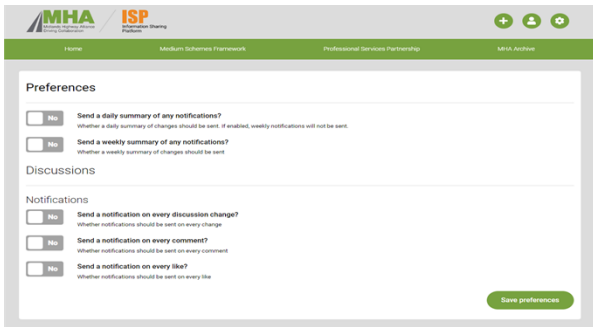 MHA
Midlands Highway Alliance
Driving Collaboration
ISP
Information Sharing
Platform
Home Medium Schemes Framework Professional Services Partnership MHA Archive
Preferences
No Send a daily summary of any notifications?
Whether a daily summary of changes should be sent. If enabled, weekly notifications will not be sent.
No Send a weekly summary of any notifications?
Whether a weekly summary of changes should be sent
Discussions
Notifications
No Send a notification on every discussion change?
Whether notifications should be sent on every change
No Send a notification on every comment?
Whether notifications should be sent on every comment
No Send a notification on every like?
Whether notifications should be sent on every like
Save preferences